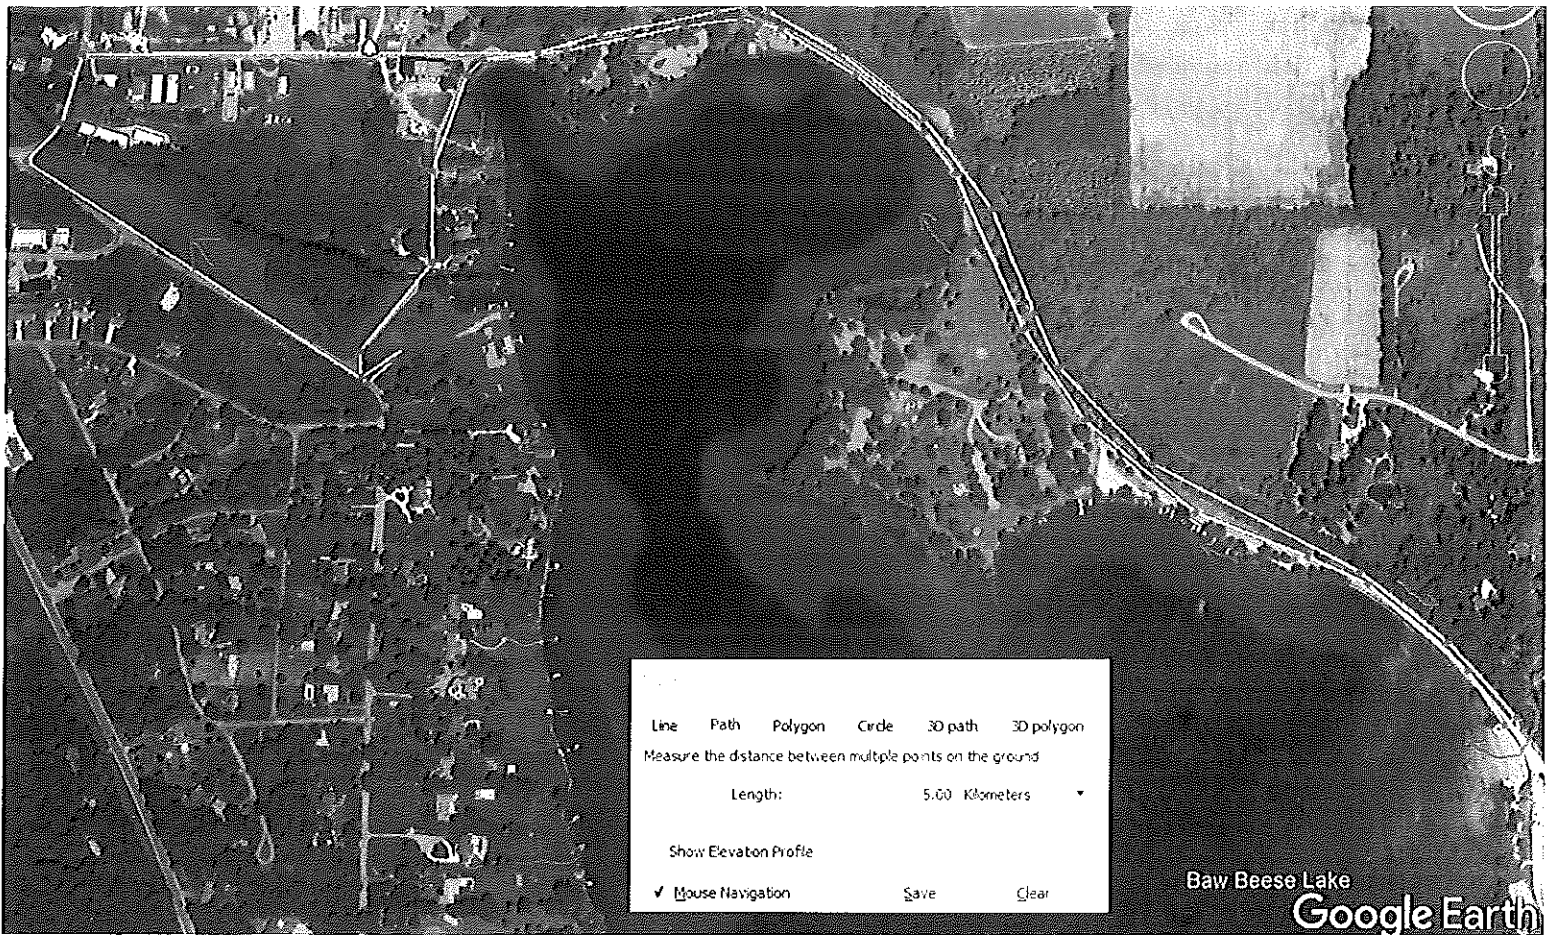 Line Path Polygon Circle 3D path 3D polygon
Measure the distance between multiple points on the ground
Length: 5.00 Kilometers
Show Elevation Profile
✓ Mouse Navigation Save Clear
Baw Beese Lake
Google Earth